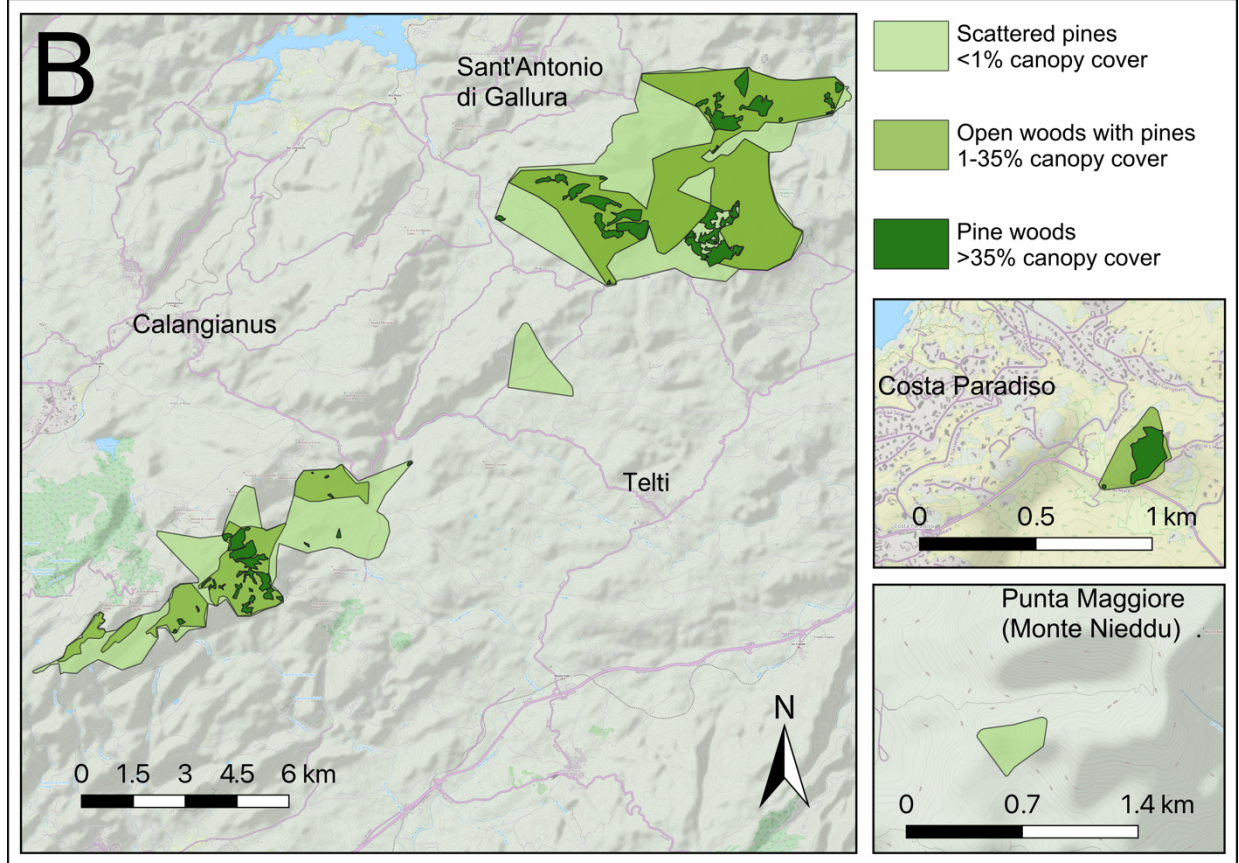 B
Sant'Antonio
di Gallura
Calangianus
Telti
N
0 1.5 3 4.5 6 km
Scattered pines
<1% canopy cover
Open woods with pines
1-35% canopy cover
Pine woods
>35% canopy cover
Costa Paradiso
0 0.5 1 km
Punta Maggiore
(Monte Nieddu)
0 0.7 1.4 km